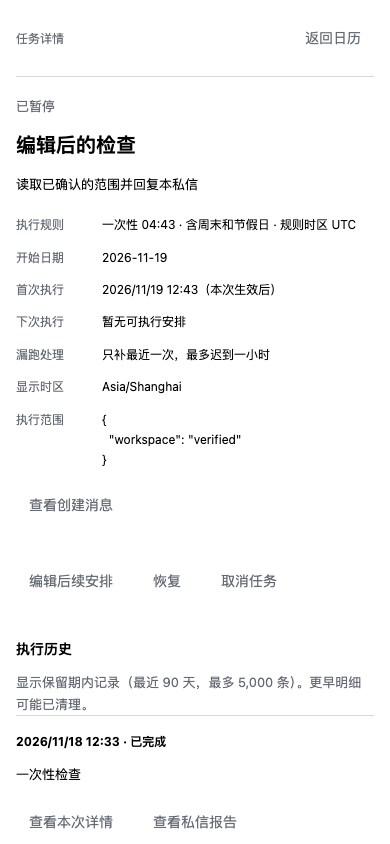 任务详情 返回日历
已暂停
编辑后的检查
读取已确认的范围并回复本私信
执行规则 一次性 04:43 · 含周末和节假日 · 规则时区 UTC
开始日期 2026-11-19
首次执行 2026/11/19 12:43（本次生效后）
下次执行 暂无可执行安排
漏跑处理 只补最近一次，最多迟到一小时
显示时区 Asia/Shanghai
执行范围 {
"workspace": "verified"
}
查看创建消息
编辑后续安排 恢复 取消任务
执行历史
显示保留期内记录（最近 90 天，最多 5,000 条）。更早明细
可能已清理。
2026/11/18 12:33 · 已完成
一次性检查
查看本次详情 查看私信报告